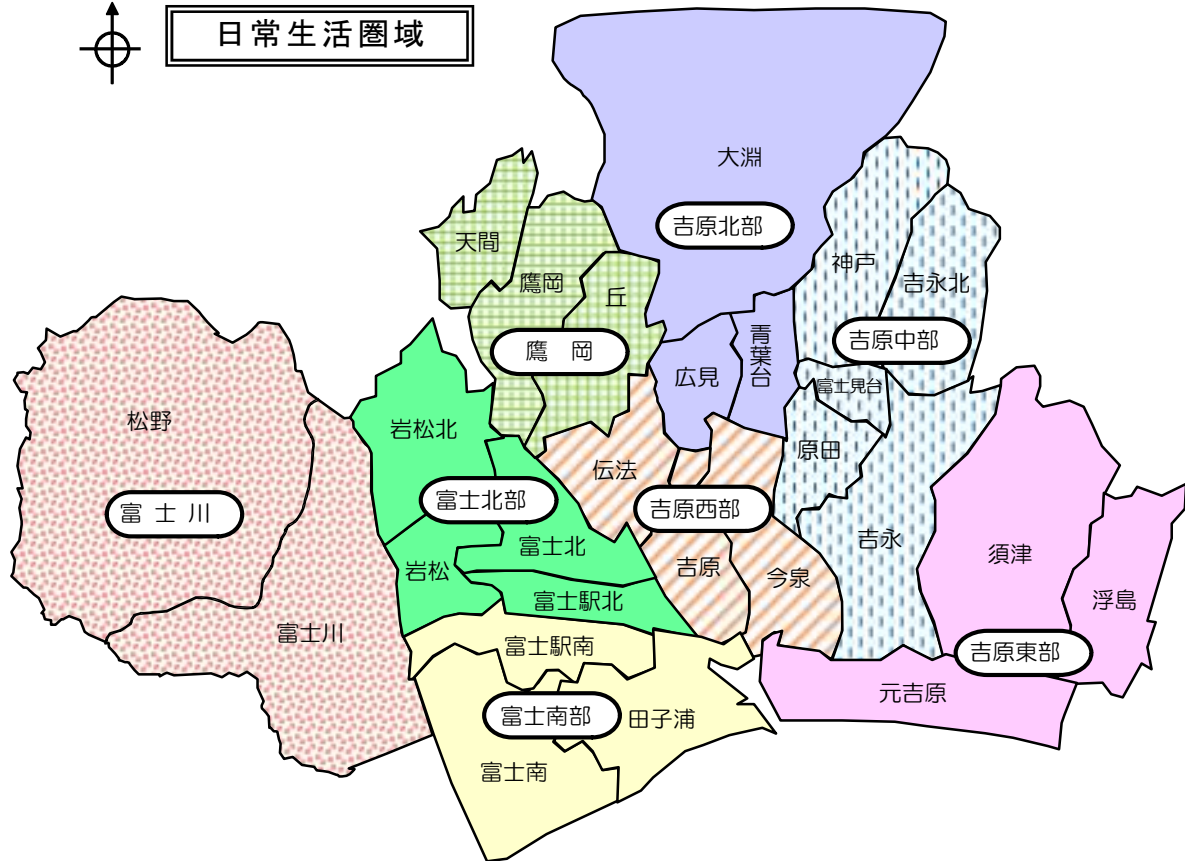 日常生活圏域
大淵
吉原北部
天間
鷹岡
丘
神戸
吉永北
鷹 岡
広見
青葉台
吉原中部
富士見台
松野
岩松北
伝法
原田
富 士 川
富士北部
吉原西部
富士北
吉永
須津
岩松
吉原
今泉
浮島
富士駅北
富士川
富士駅南
吉原東部
元吉原
富士南部
田子浦
富士南